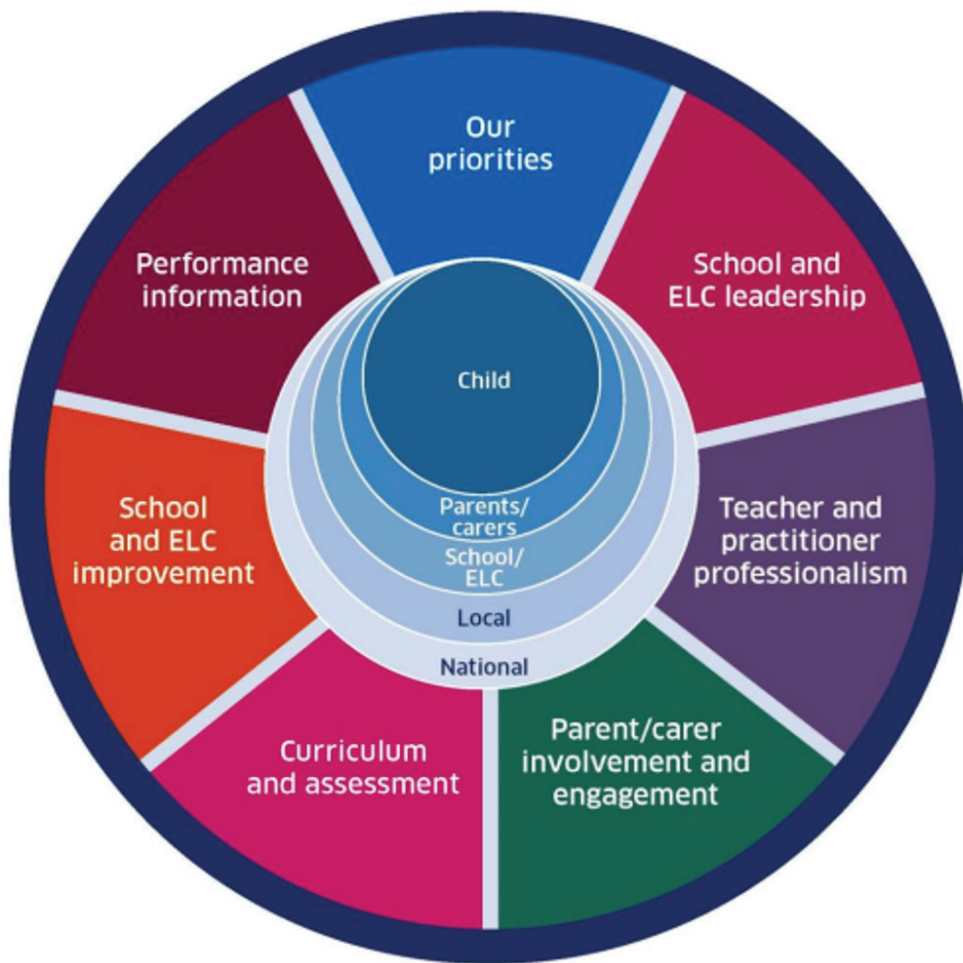 Our
priorities
School and
ELC leadership
Teacher and
practitioner
professionalism
Parent/carer
involvement and
engagement
Curriculum
and assessment
School
and ELC
improvement
Performance
information
Child
Parents/
carers
School/
ELC
Local
National